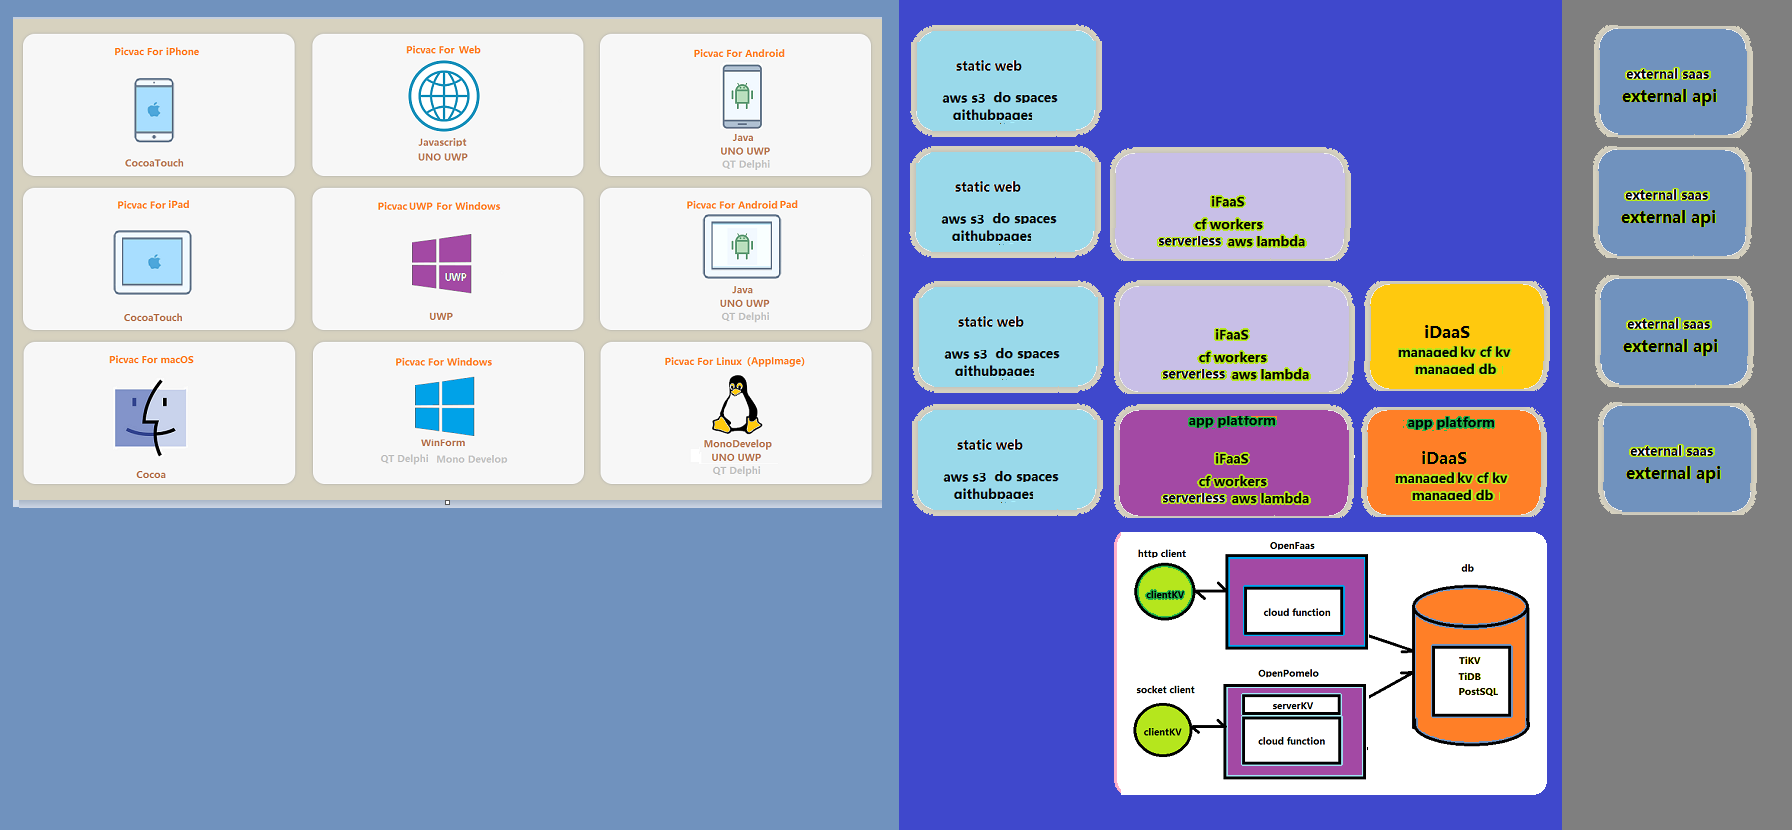 Picvac For iPhone
CocoaTouch
Picvac For Web
Javascript
UNO UWP
Picvac For Android
Java
UNO UWP
QT Delphi
Picvac For iPad
CocoaTouch
Picvac UWP For Windows
UWP
UWP
Picvac For Android Pad
Java
UNO UWP
QT Delphi
Picvac For macOS
Cocoa
Picvac For Windows
WinForm
QT Delphi Mono Develop
Picvac For Linux (AppImage)
MonoDevelop
UNO UWP
QT Delphi
static web
aws s3 do spaces
githubpages
external saas
external api
static web
aws s3 do spaces
githubpages
iFaaS
cf workers
serverless aws lambda
external saas
external api
static web
aws s3 do spaces
githubpages
iFaaS
cf workers
serverless aws lambda
iDaaS
managed kv cf kv
managed db
external saas
external api
static web
aws s3 do spaces
githubpages
app platform
iFaaS
cf workers
serverless aws lambda
app platform
iDaaS
managed kv cf kv
managed db
external saas
external api
http client
clientKV
OpenFaas
cloud function
socket client
clientKV
OpenPomelo
serverKV
cloud function
db
TiKV
TiDB
PostSQL